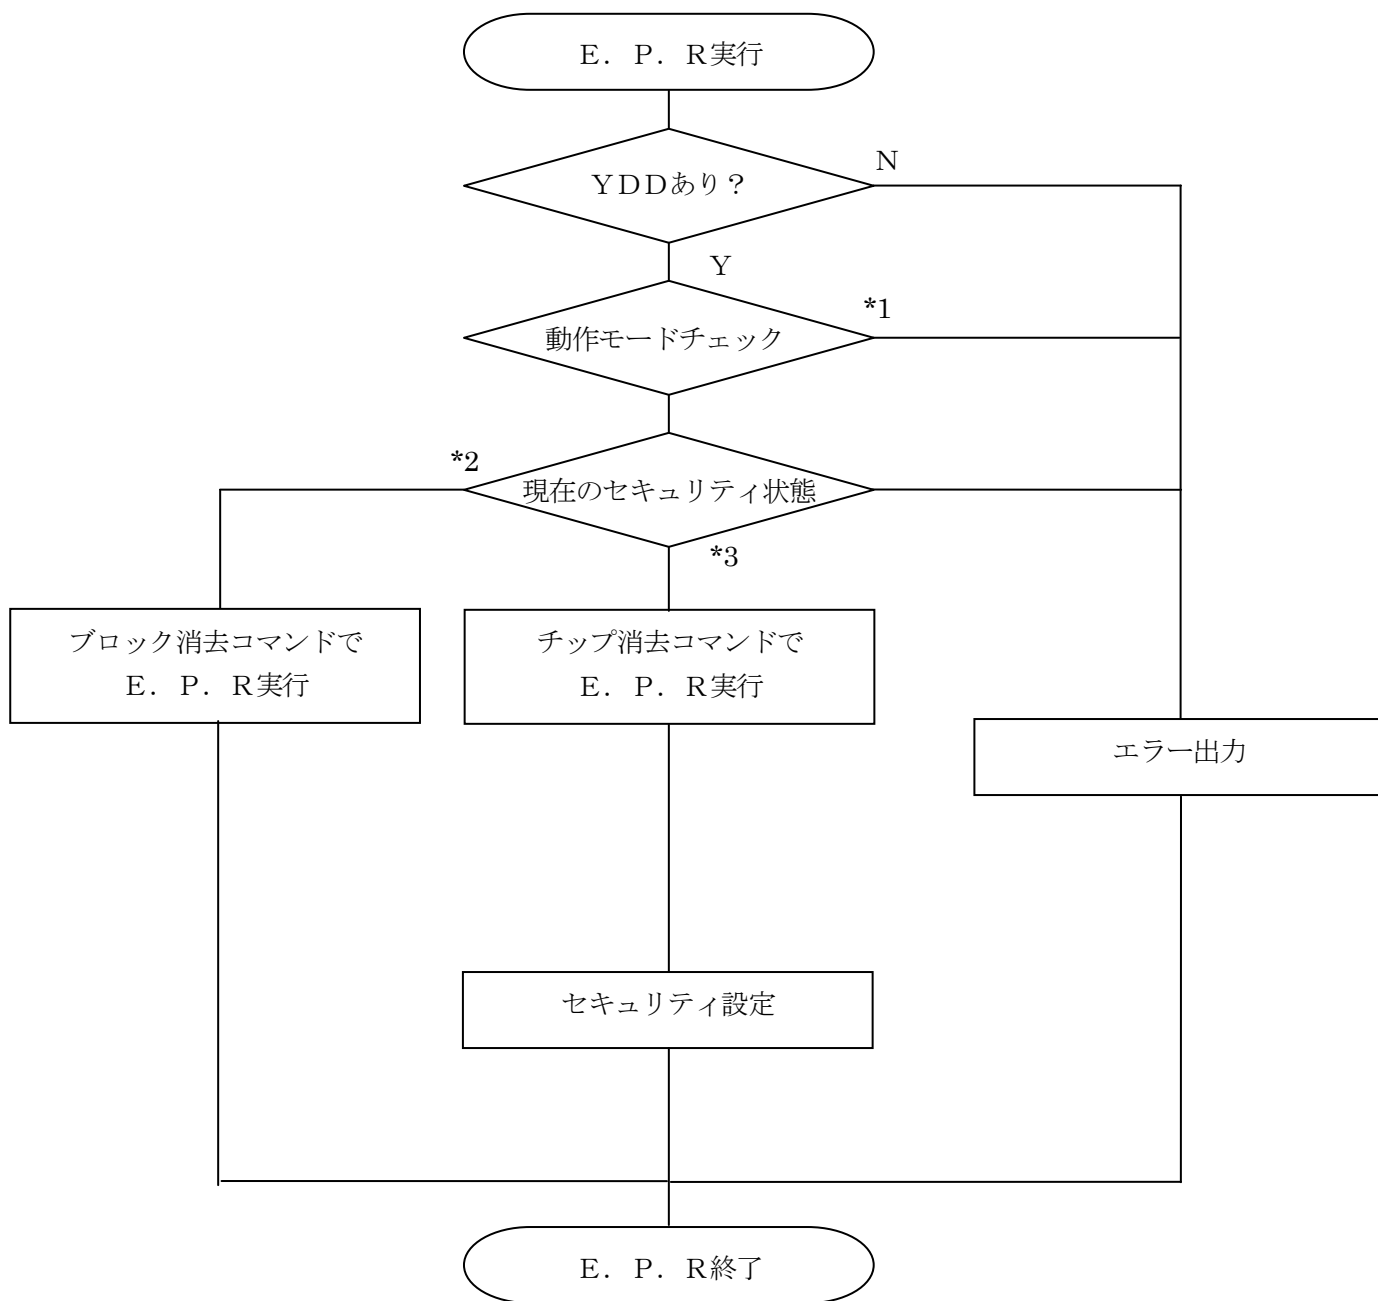 Ｅ．Ｐ．Ｒ実行
ＹＤＤあり？
Ｎ
Ｙ
動作モードチェック
*1
*2
現在のセキュリティ状態
*3
ブロック消去コマンドで
Ｅ．Ｐ．Ｒ実行
チップ消去コマンドで
Ｅ．Ｐ．Ｒ実行
エラー出力
セキュリティ設定
Ｅ．Ｐ．Ｒ終了